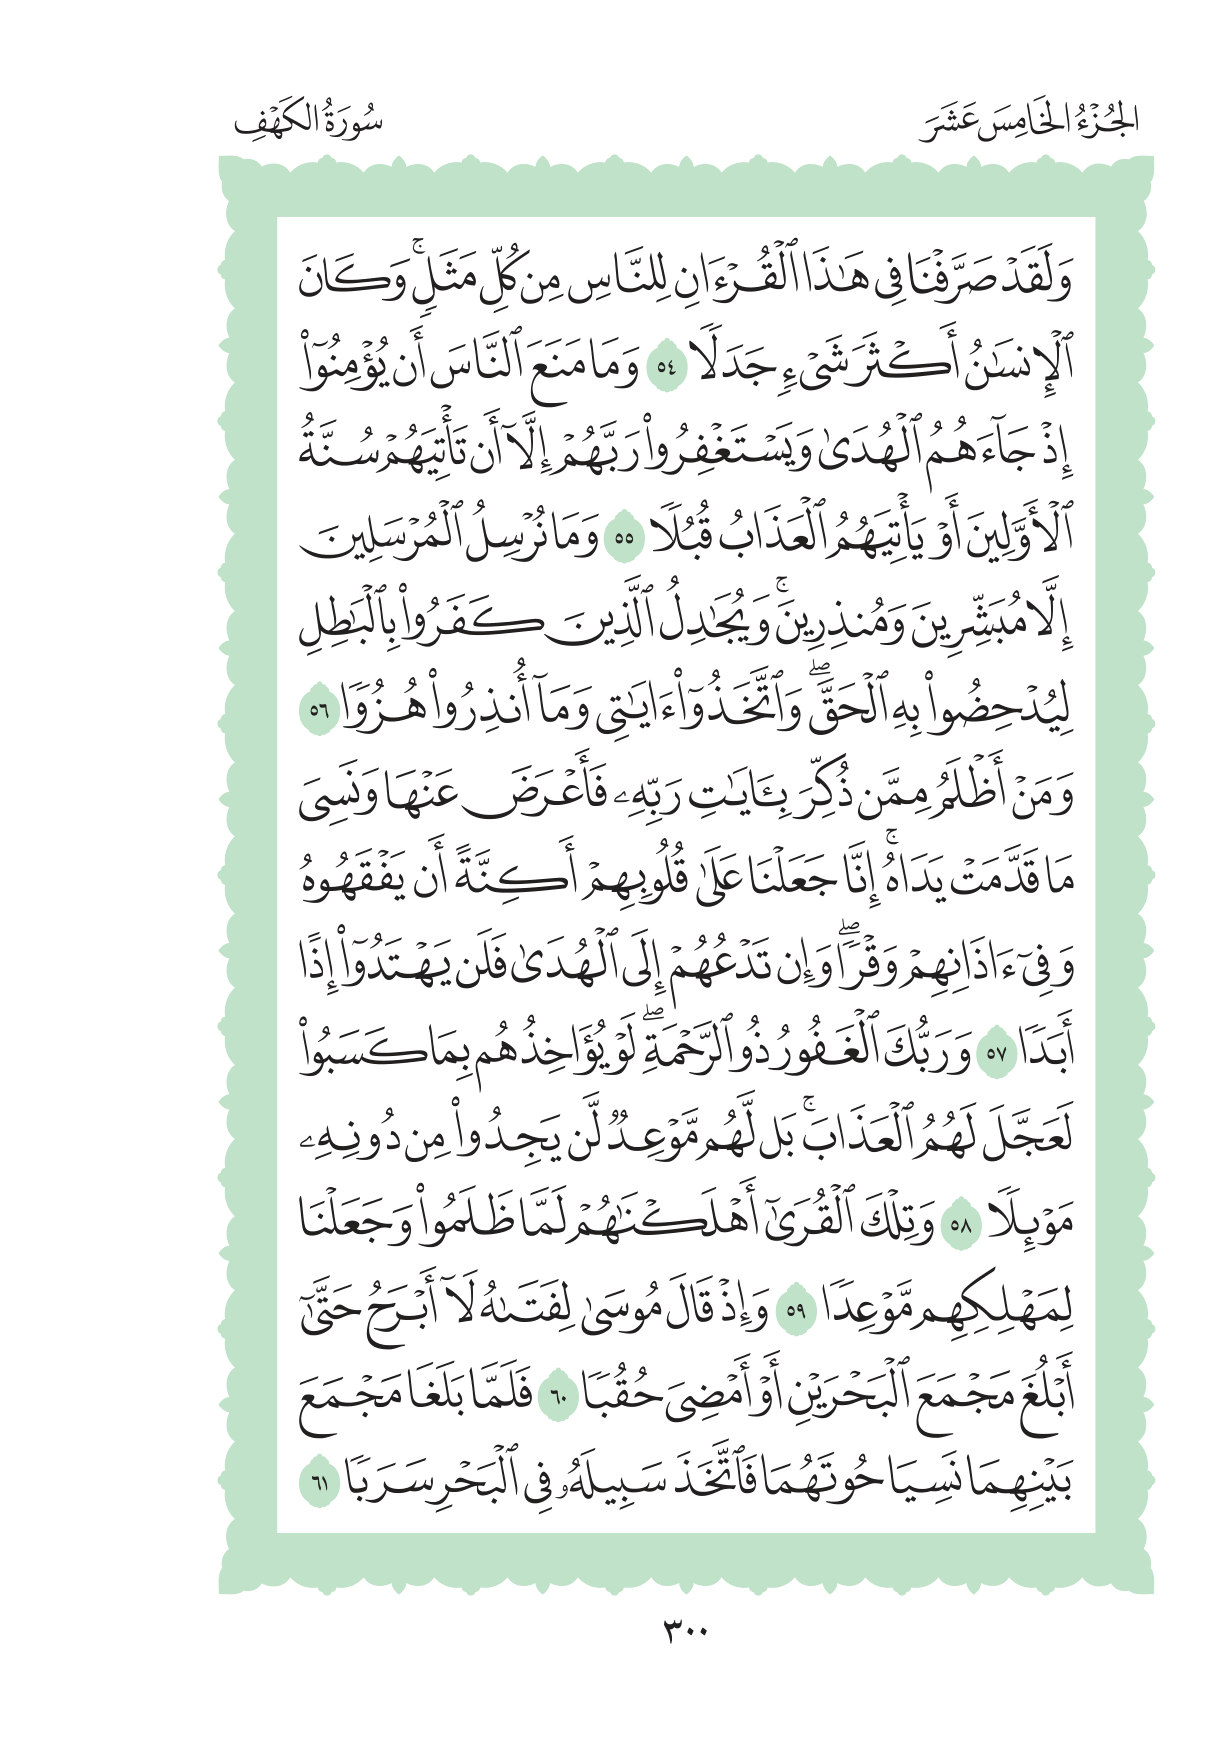 الجُزْءُ الخَامِسَ عَشَرَ
سُورَةُ الكَهْفِ
وَلَقَدۡ صَرَّفۡنَا فِي هَٰذَا ٱلۡقُرۡءَانِ لِلنَّاسِ مِن كُلِّ مَثَلٖۚ وَكَانَ
ٱلۡإِنسَٰنُ أَكۡثَرَ شَيۡءٖ جَدَلٗا ٥٤ وَمَا مَنَعَ ٱلنَّاسَ أَن يُؤۡمِنُوٓاْ
إِذۡ جَآءَهُمُ ٱلۡهُدَىٰ وَيَسۡتَغۡفِرُواْ رَبَّهُمۡ إِلَّآ أَن تَأۡتِيَهُمۡ سُنَّةُ
ٱلۡأَوَّلِينَ أَوۡ يَأۡتِيَهُمُ ٱلۡعَذَابُ قُبُلٗا ٥٥ وَمَا نُرۡسِلُ ٱلۡمُرۡسَلِينَ
إِلَّا مُبَشِّرِينَ وَمُنذِرِينَۚ وَيُجَٰدِلُ ٱلَّذِينَ كَفَرُواْ بِٱلۡبَٰطِلِ
لِيُدۡحِضُواْ بِهِ ٱلۡحَقَّۖ وَٱتَّخَذُوٓاْ ءَايَٰتِي وَمَآ أُنذِرُواْ هُزُوٗا ٥٦
وَمَنۡ أَظۡلَمُ مِمَّن ذُكِّرَ بِـَٔايَٰتِ رَبِّهِۦ فَأَعۡرَضَ عَنۡهَا وَنَسِيَ
مَا قَدَّمَتۡ يَدَاهُۚ إِنَّا جَعَلۡنَا عَلَىٰ قُلُوبِهِمۡ أَكِنَّةً أَن يَفۡقَهُوهُ
وَفِيٓ ءَاذَانِهِمۡ وَقۡرٗاۖ وَإِن تَدۡعُهُمۡ إِلَى ٱلۡهُدَىٰ فَلَن يَهۡتَدُوٓاْ إِذًا
أَبَدٗا ٥٧ وَرَبُّكَ ٱلۡغَفُورُ ذُو ٱلرَّحۡمَةِۖ لَوۡ يُؤَاخِذُهُم بِمَا كَسَبُواْ
لَعَجَّلَ لَهُمُ ٱلۡعَذَابَۚ بَل لَّهُم مَّوۡعِدٞ لَّن يَجِدُواْ مِن دُونِهِۦ
مَوۡئِلٗا ٥٨ وَتِلۡكَ ٱلۡقُرَىٰٓ أَهۡلَكۡنَٰهُمۡ لَمَّا ظَلَمُواْ وَجَعَلۡنَا
لِمَهۡلِكِهِم مَّوۡعِدٗا ٥٩ وَإِذۡ قَالَ مُوسَىٰ لِفَتَىٰهُ لَآ أَبۡرَحُ حَتَّىٰٓ
أَبۡلُغَ مَجۡمَعَ ٱلۡبَحۡرَيۡنِ أَوۡ أَمۡضِيَ حُقُبٗا ٦٠ فَلَمَّا بَلَغَا مَجۡمَعَ
بَيۡنِهِمَا نَسِيَا حُوتَهُمَا فَٱتَّخَذَ سَبِيلَهُۥ فِي ٱلۡبَحۡرِ سَرَبٗا ٦١
٣٠٠